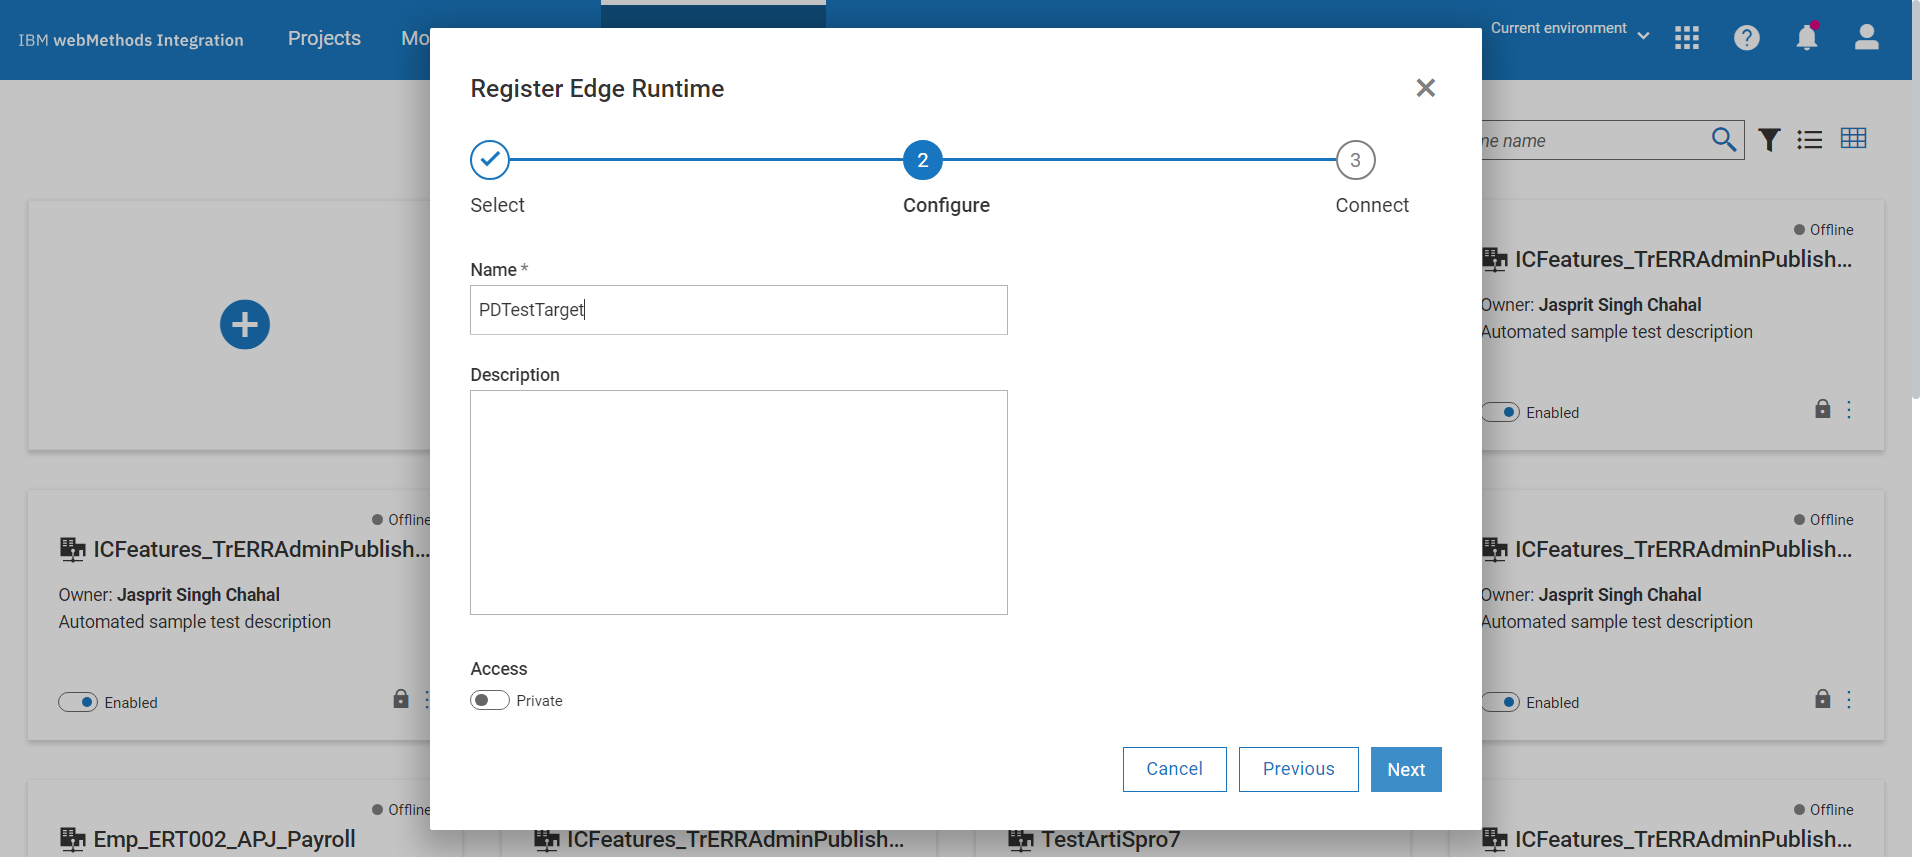 IBM webMethods Integration
Projects
Mo
Current environment
Register Edge Runtime
2
3
Select
Configure
Connect
Name *
PDTestTarget
Description
Access
Private
Cancel
Previous
Next
me name
Offline
ICFeatures_TrERRAdminPublish...
Owner: Jasprit Singh Chahal
Automated sample test description
Enabled
Offline
ICFeatures_TrERRAdminPublish...
Owner: Jasprit Singh Chahal
Automated sample test description
Enabled
Offline
ICFeatures_TrERRAdminPublish...
Owner: Jasprit Singh Chahal
Automated sample test description
Enabled
Offline
Emp_ERT002_APJ_Payroll
ICFeatures_TrERRAdminPublish...
TestArtiSpro7
Offline
ICFeatures_TrERRAdminPublish...